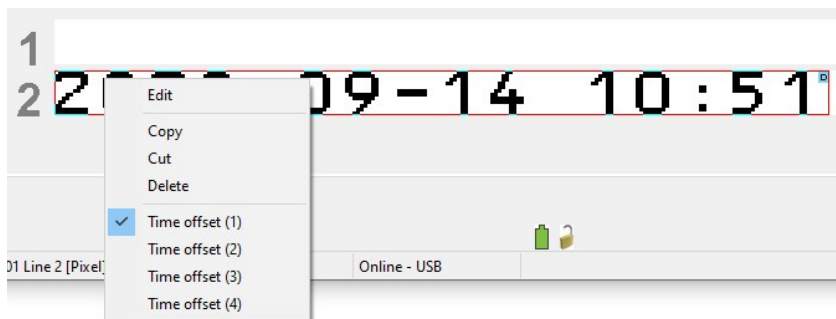 1
2 09-14 10:51 D
Edit
Copy
Cut
Delete
Time offset (1)
Time offset (2)
Time offset (3)
Time offset (4)
01 Line 2 [Pixel] Online - USB